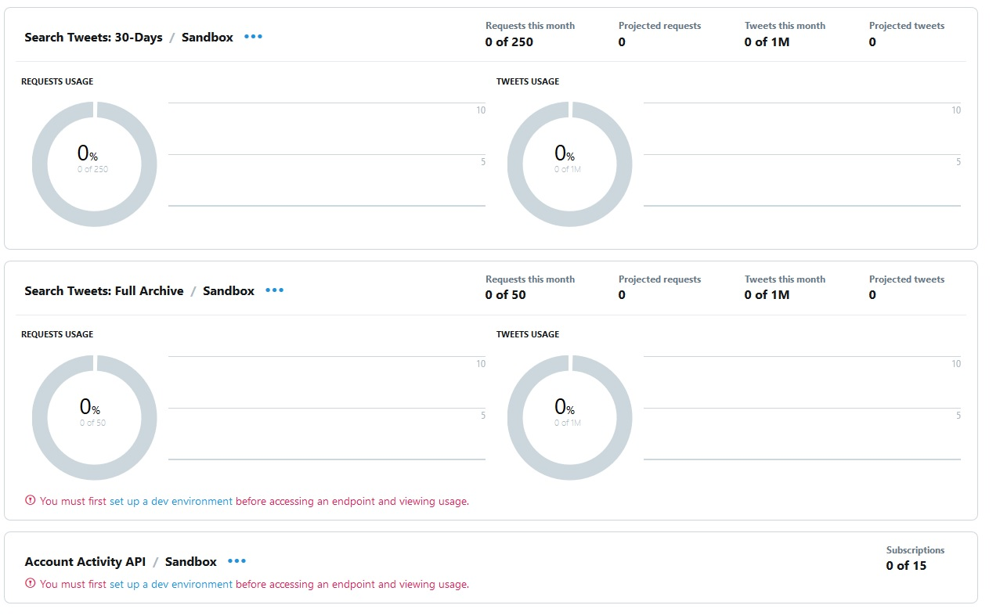 Search Tweets: 30-Days / Sandbox •••
Requests this month
0 of 250
Projected requests
0
Tweets this month
0 of 1M
Projected tweets
0
REQUESTS USAGE
0%
0 of 250
10
5
TWEETS USAGE
0%
0 of 1M
10
5
Search Tweets: Full Archive / Sandbox •••
Requests this month
0 of 50
Projected requests
0
Tweets this month
0 of 1M
Projected tweets
0
REQUESTS USAGE
0%
0 of 50
10
5
TWEETS USAGE
0%
0 of 1M
10
5
You must first set up a dev environment before accessing an endpoint and viewing usage.
Account Activity API / Sandbox •••
Subscriptions
0 of 15
You must first set up a dev environment before accessing an endpoint and viewing usage.